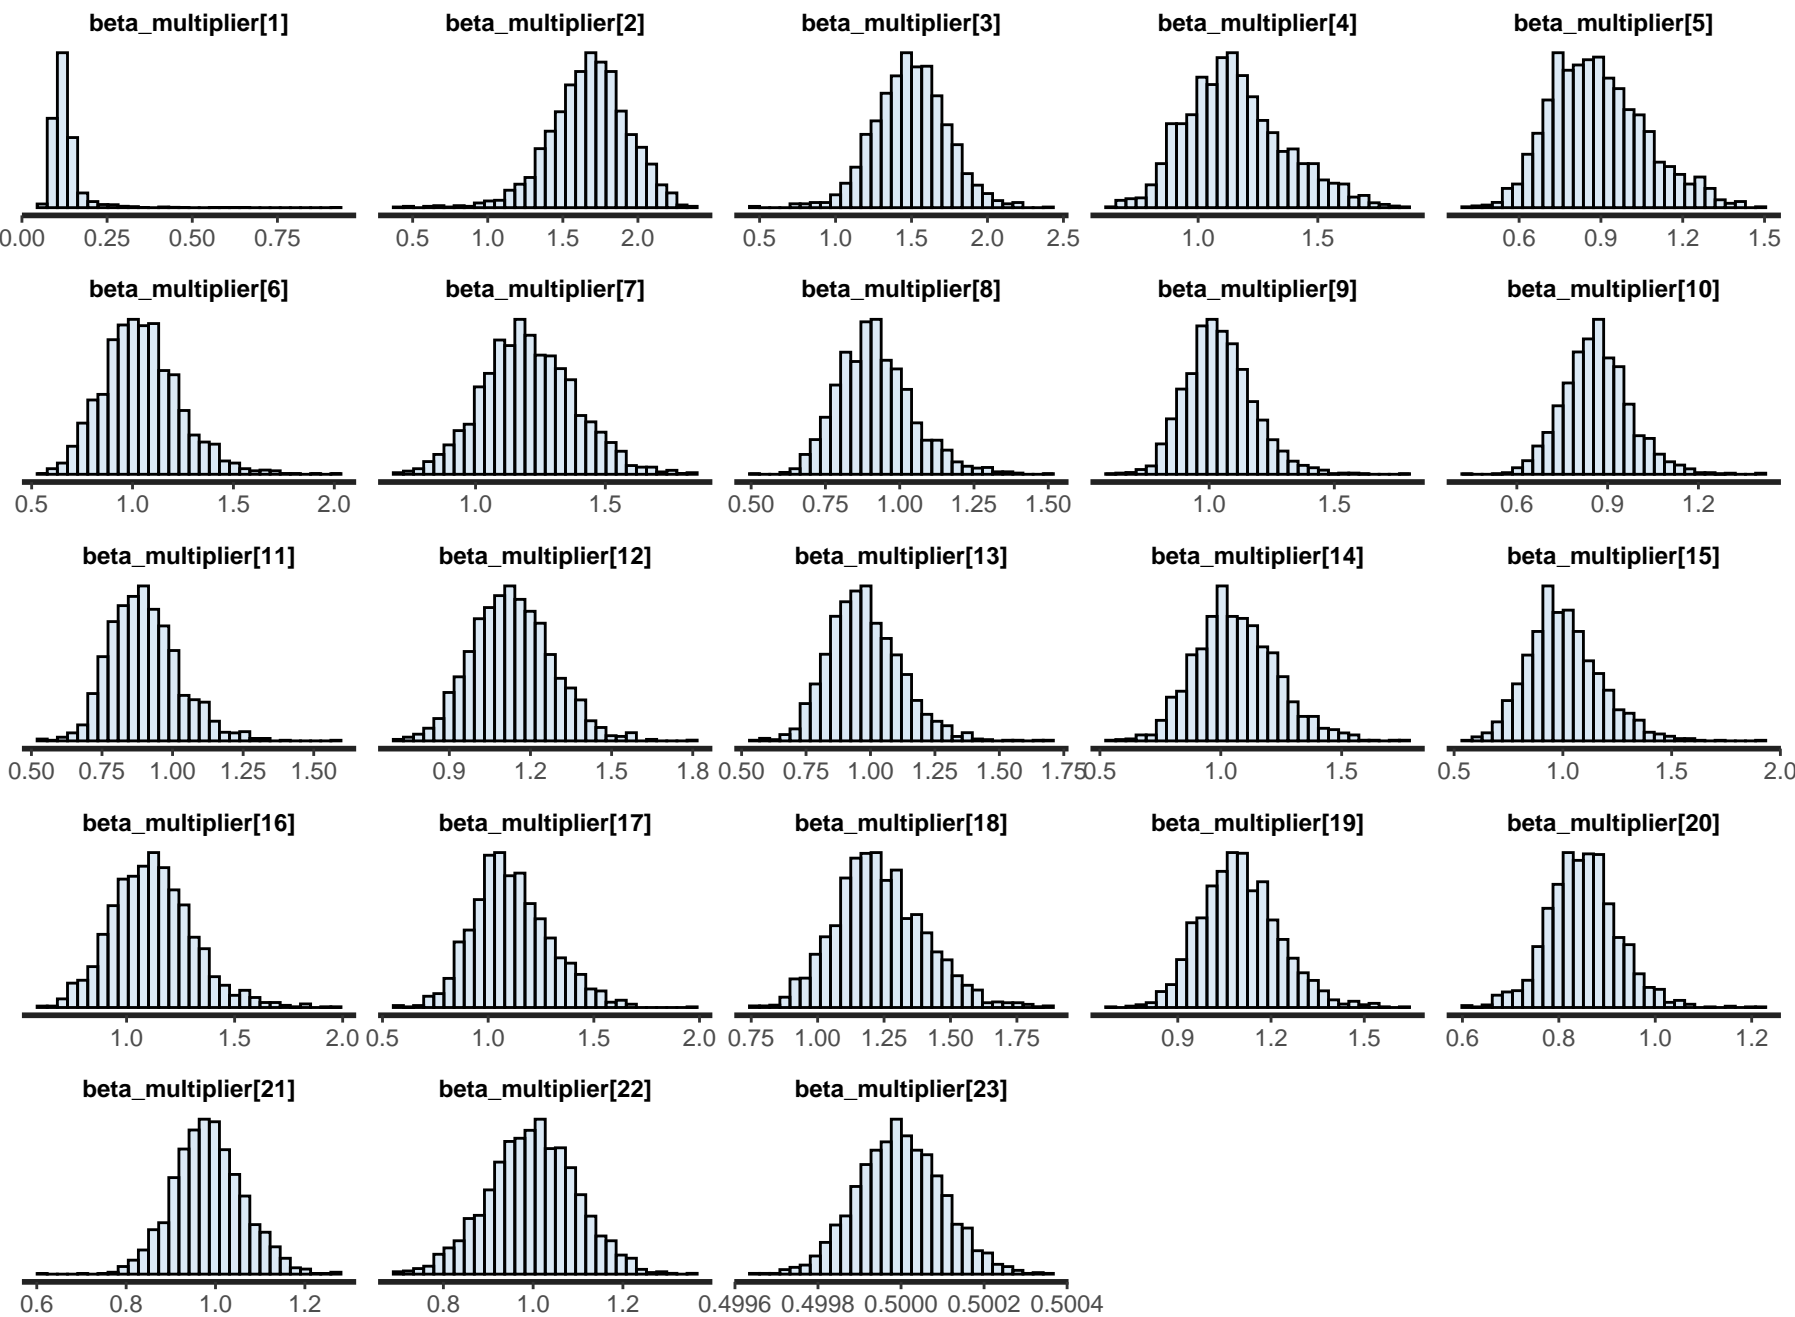 beta_multiplier[1] beta_multiplier[2] beta_multiplier[3] beta_multiplier[4] beta_multiplier[5]
0.00 0.25 0.50 0.75 0.5 1.0 1.5 2.0 0.5 1.0 1.5 2.0 2.5 1.0 1.5 0.6 0.9 1.2 1.5
beta_multiplier[6] beta_multiplier[7] beta_multiplier[8] beta_multiplier[9] beta_multiplier[10]
0.5 1.0 1.5 2.0 1.0 1.5 0.50 0.75 1.00 1.25 1.50 1.0 1.5 0.6 0.9 1.2
beta_multiplier[11] beta_multiplier[12] beta_multiplier[13] beta_multiplier[14] beta_multiplier[15]
0.50 0.75 1.00 1.25 1.50 0.9 1.2 1.5 1.8 0.50 0.75 1.00 1.25 1.50 1.75 0.5 1.0 1.5 0.5 1.0 1.5 2.0
beta_multiplier[16] beta_multiplier[17] beta_multiplier[18] beta_multiplier[19] beta_multiplier[20]
1.0 1.5 2.0 0.5 1.0 1.5 2.0 0.75 1.00 1.25 1.50 1.75 0.9 1.2 1.5 0.6 0.8 1.0 1.2
beta_multiplier[21] beta_multiplier[22] beta_multiplier[23]
0.6 0.8 1.0 1.2 0.8 1.0 1.2 0.4996 0.4998 0.5000 0.5002 0.5004